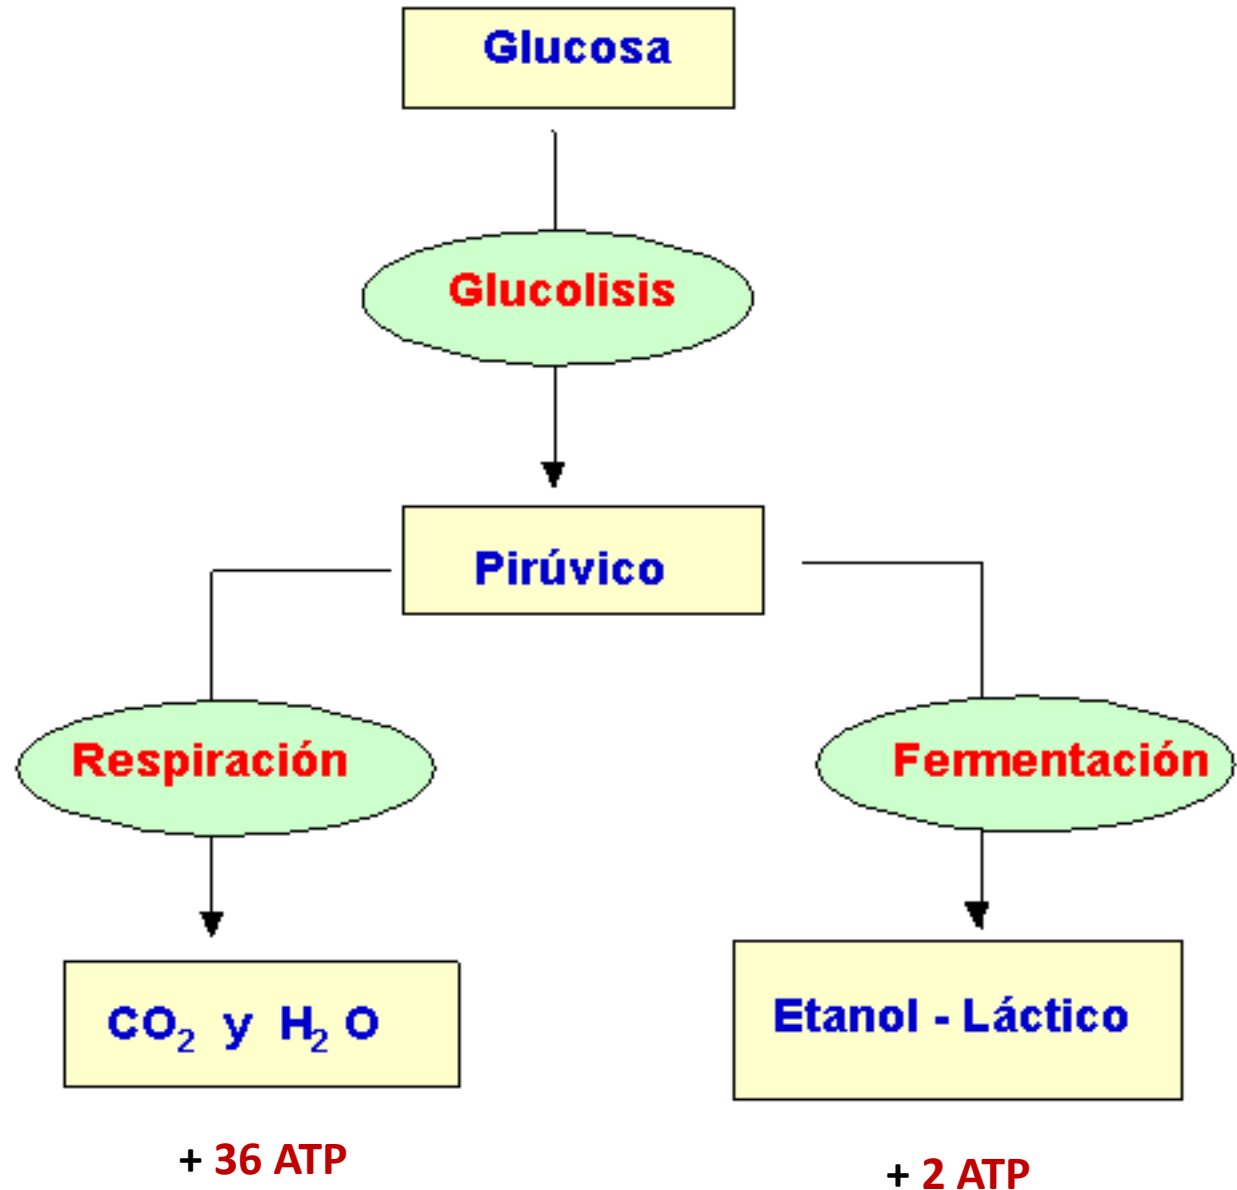 Glucosa
Glucolisis
Pirúvico
Respiración
Fermentación
CO₂ y H₂ O
Etanol - Láctico
+ 36 ATP
+ 2 ATP